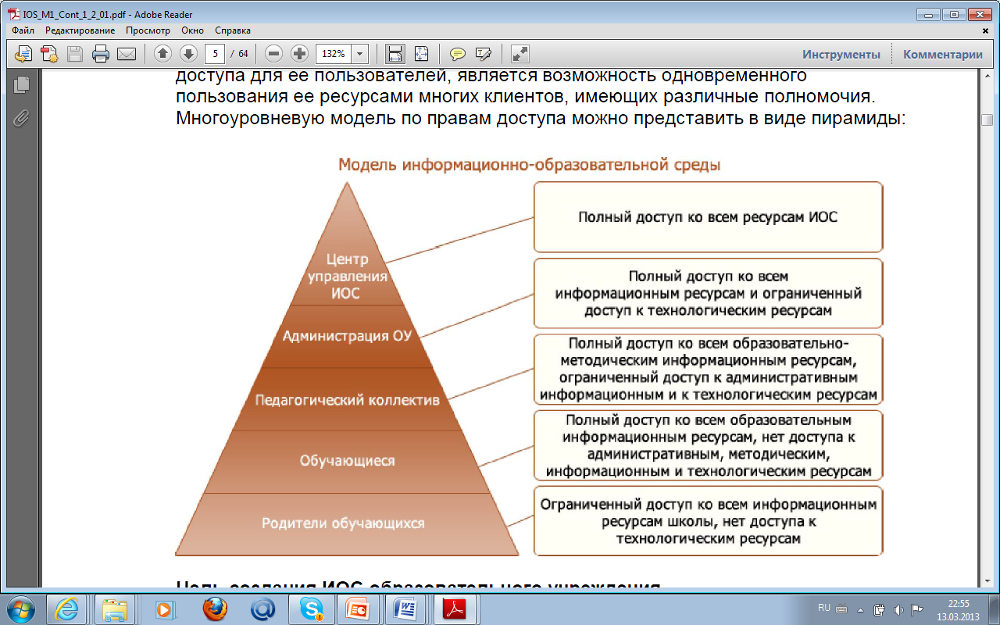 IOS_M1_Cont_1_2_01.pdf - Adobe Reader
Файл Редактирование Просмотр Окно Справка
5 / 64 132% Инструменты Комментарии
доступа для ее пользователей, является возможность одновременного
пользования ее ресурсами многих клиентов, имеющих различные полномочия.
Многоуровневую модель по правам доступа можно представить в виде пирамиды:
Модель информационно-образовательной среды
Центр
управления
ИОС
Полный доступ ко всем ресурсам ИОС
Администрация ОУ
Полный доступ ко всем
информационным ресурсам и ограниченный
доступ к технологическим ресурсам
Педагогический коллектив
Полный доступ ко всем образовательно-
методическим информационным ресурсам,
ограниченный доступ к административным
информационным и к технологическим ресурсам
Обучающиеся
Полный доступ ко всем образовательным
информационным ресурсам, нет доступа к
административным, методическим,
информационным и технологическим ресурсам
Родители обучающихся
Ограниченный доступ ко всем информационным
ресурсам школы, нет доступа к
технологическим ресурсам
Цель создания ИОС образовательного учреждения
RU 22:55
13.03.2013